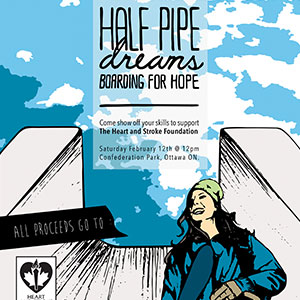 HALF PIPE
dreams
BOARDING FOR HOPE
Come show off your skills to support
The Heart and Stroke Foundation
Saturday February 12th @ 12pm
Confederation Park, Ottawa ON.
ALL PROCEEDS GO TO :
HEART